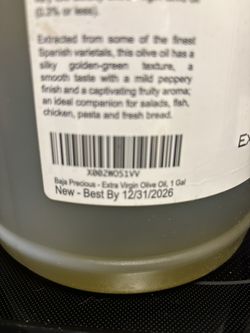 (0.2% or less).
Extracted from some of the finest
Spanish varietals, this olive oil has a
silky golden-green texture, a
smooth taste with a mild peppery
finish and a captivating fruity aroma;
an ideal companion for salads, fish,
chicken, pasta and fresh bread.
X002WOS1VV
Baja Precious - Extra Virgin Olive Oil, 1 Gal
New - Best By 12/31/2026